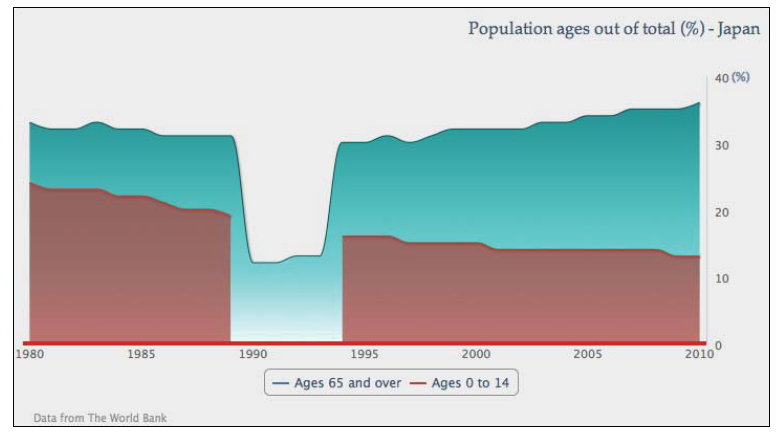 Population ages out of total (%) - Japan
40 (%)
30
20
10
0
1980 1985 1990 1995 2000 2005 2010
Ages 65 and over Ages 0 to 14
Data from The World Bank